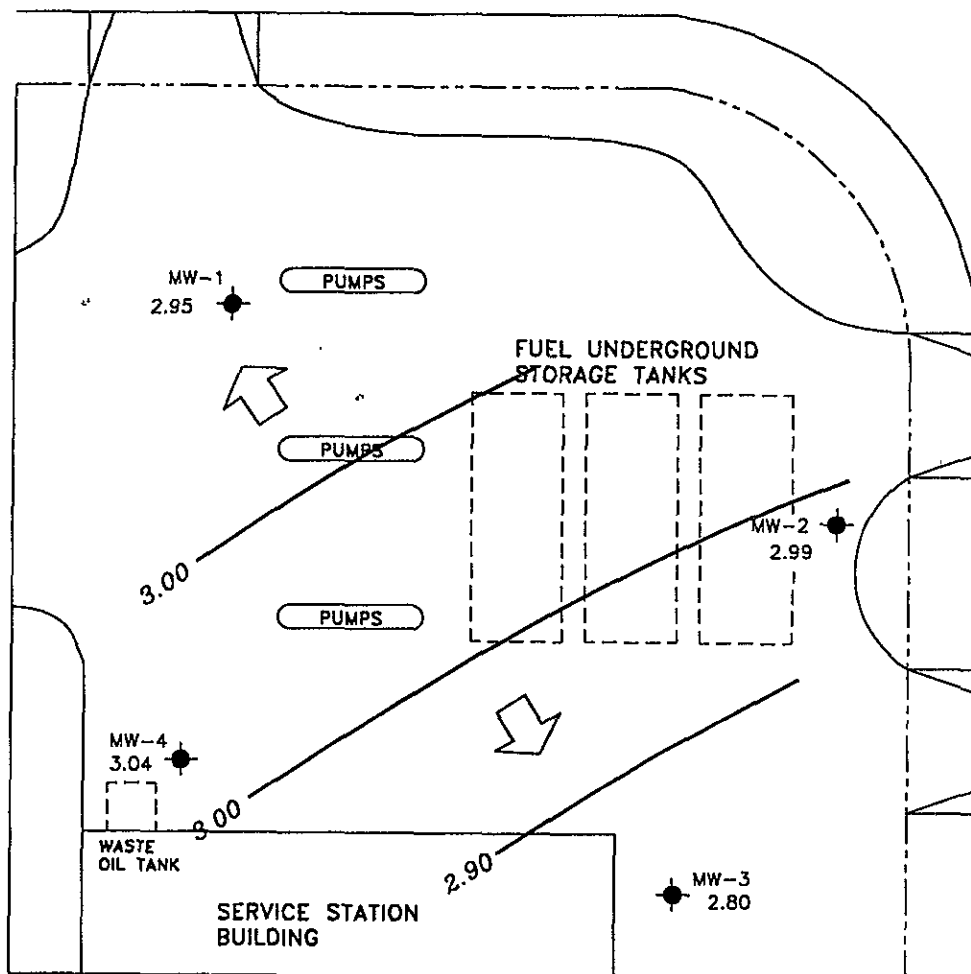 MW-1
2.95
PUMPS
FUEL UNDERGROUND
STORAGE TANKS
PUMPS
3.00
MW-2
2.99
PUMPS
MW-4
3.04
3.00
WASTE
OIL TANK
2.90
MW-3
2.80
SERVICE STATION
BUILDING